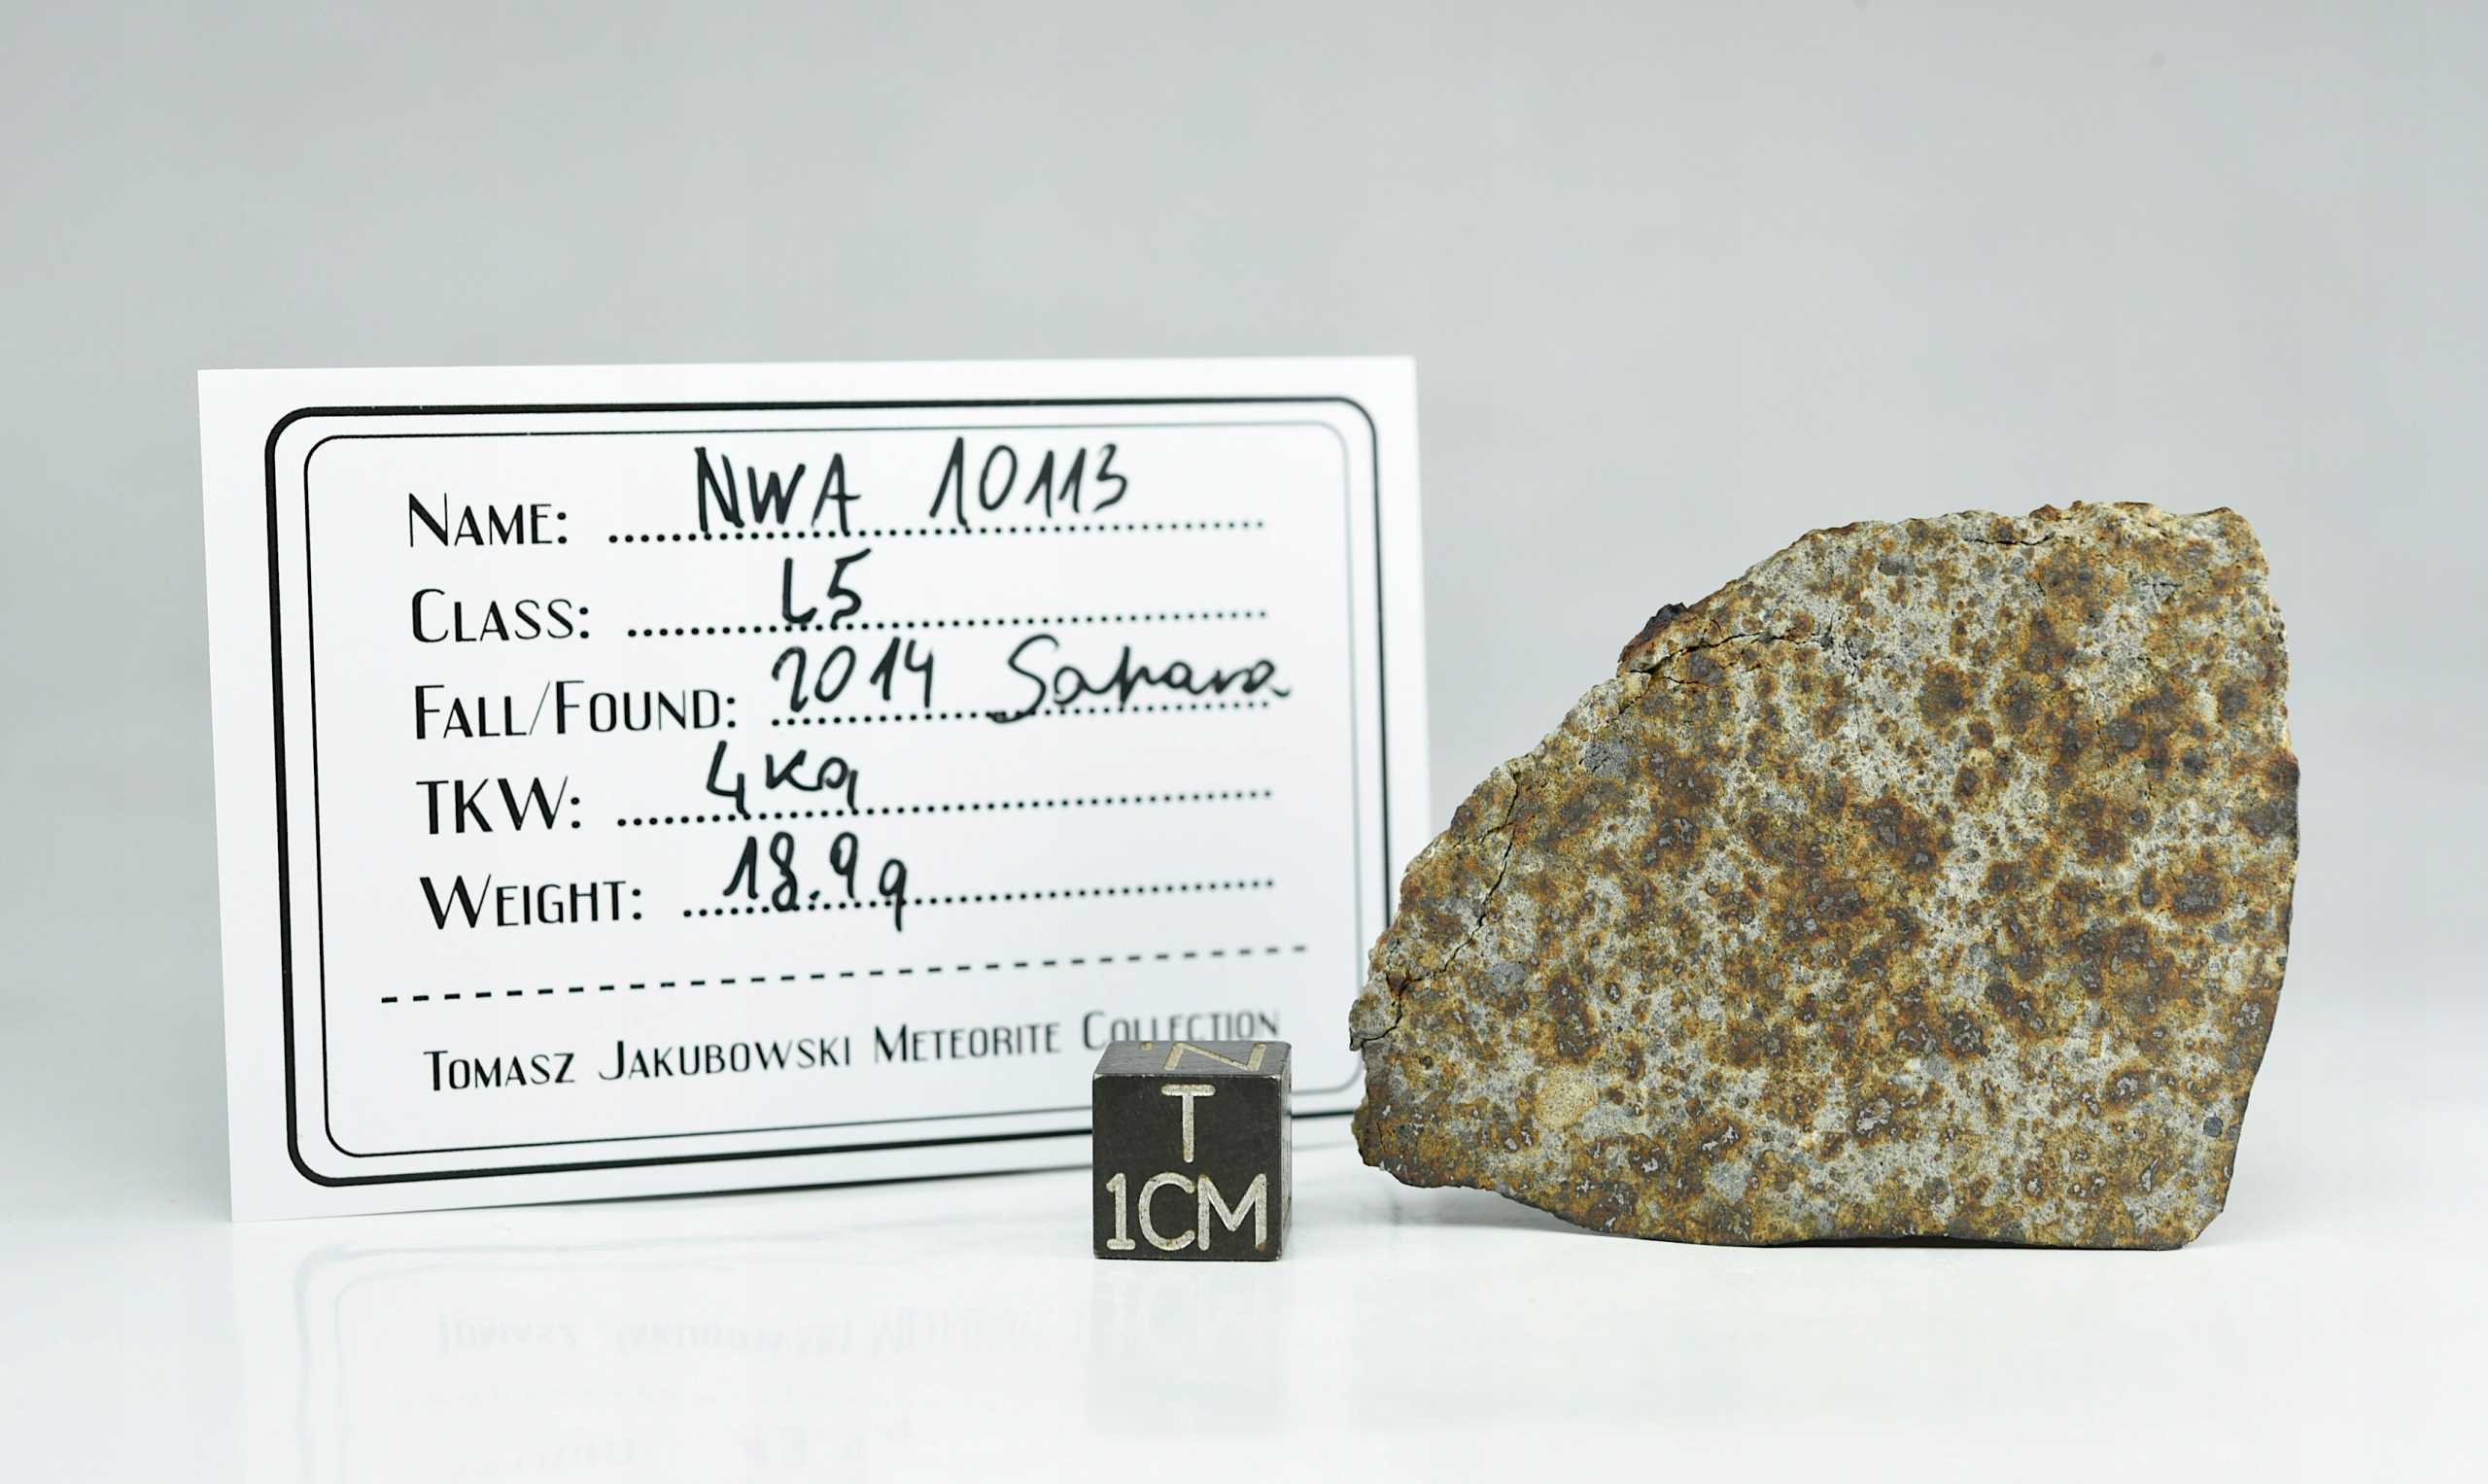 NAME: NWA 10113
CLASS: L5
FALL/FOUND: 2014 Sahara
TKW: 4kg
WEIGHT: 18.9g
TOMASZ JAKUBOWSKI METEORITE COLLECTION
N
T
1CM